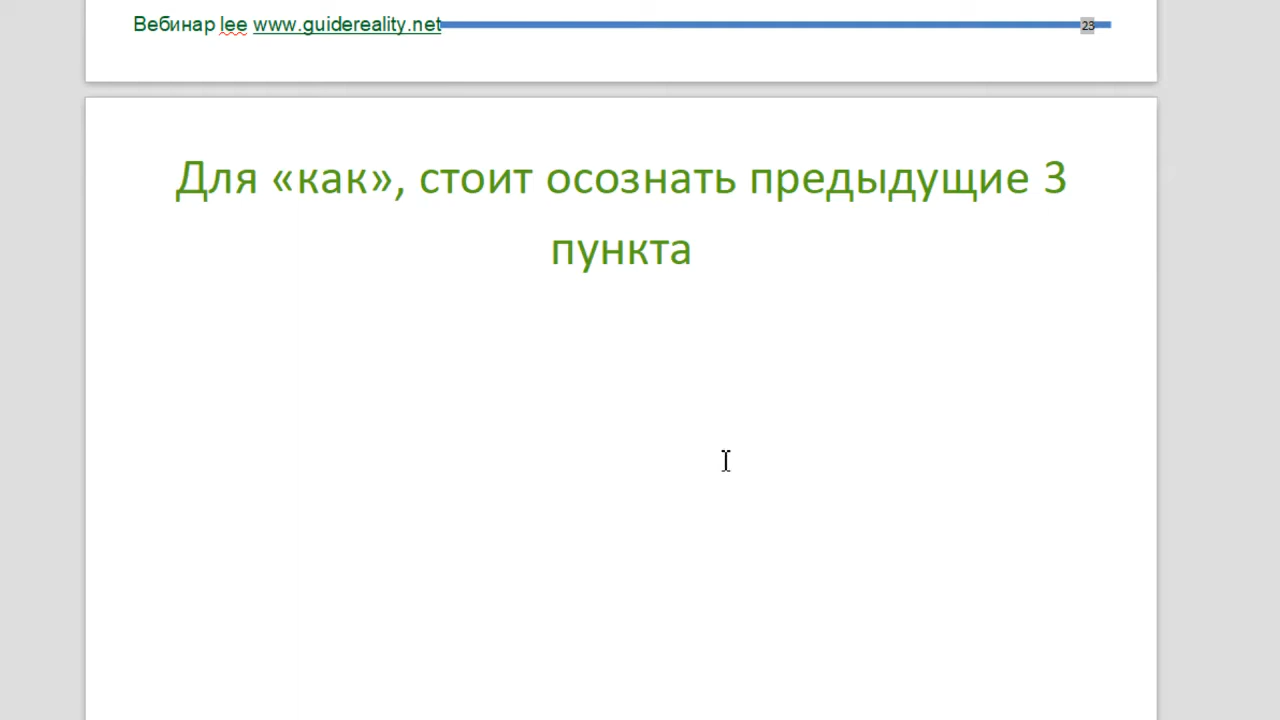 Вебинар lee www.guidereality.net 23
Для «как», стоит осознать предыдущие 3
пункта